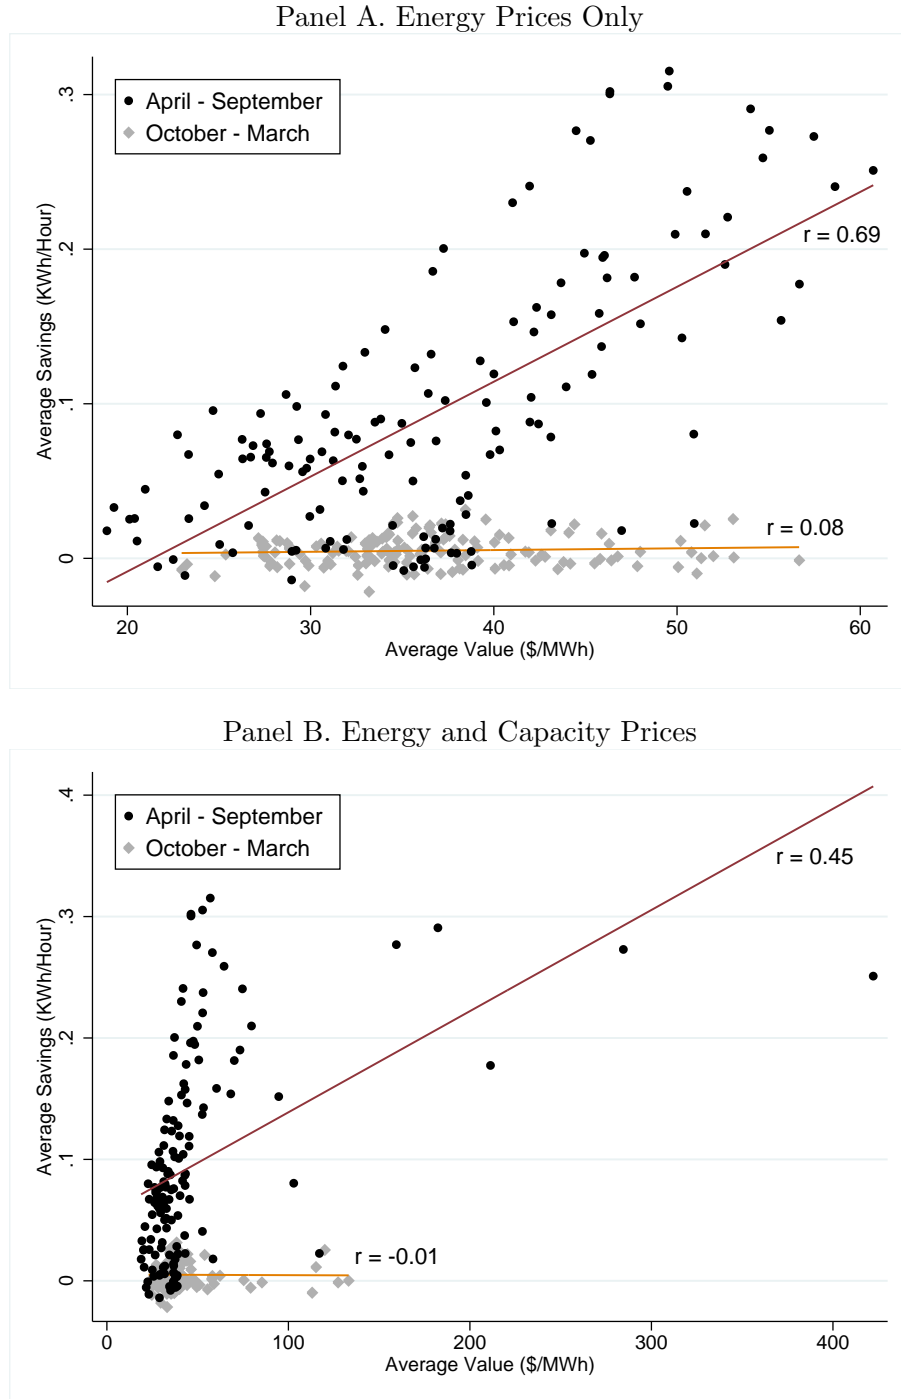 Panel A. Energy Prices Only
Average Savings (KWh/Hour)
.3
.2
.1
0
April - September
October - March
r = 0.69
r = 0.08
20 30 40 50 60
Average Value ($/MWh)
Panel B. Energy and Capacity Prices
Average Savings (KWh/Hour)
.4
.3
.2
.1
0
April - September
October - March
r = 0.45
r = -0.01
0 100 200 300 400
Average Value ($/MWh)